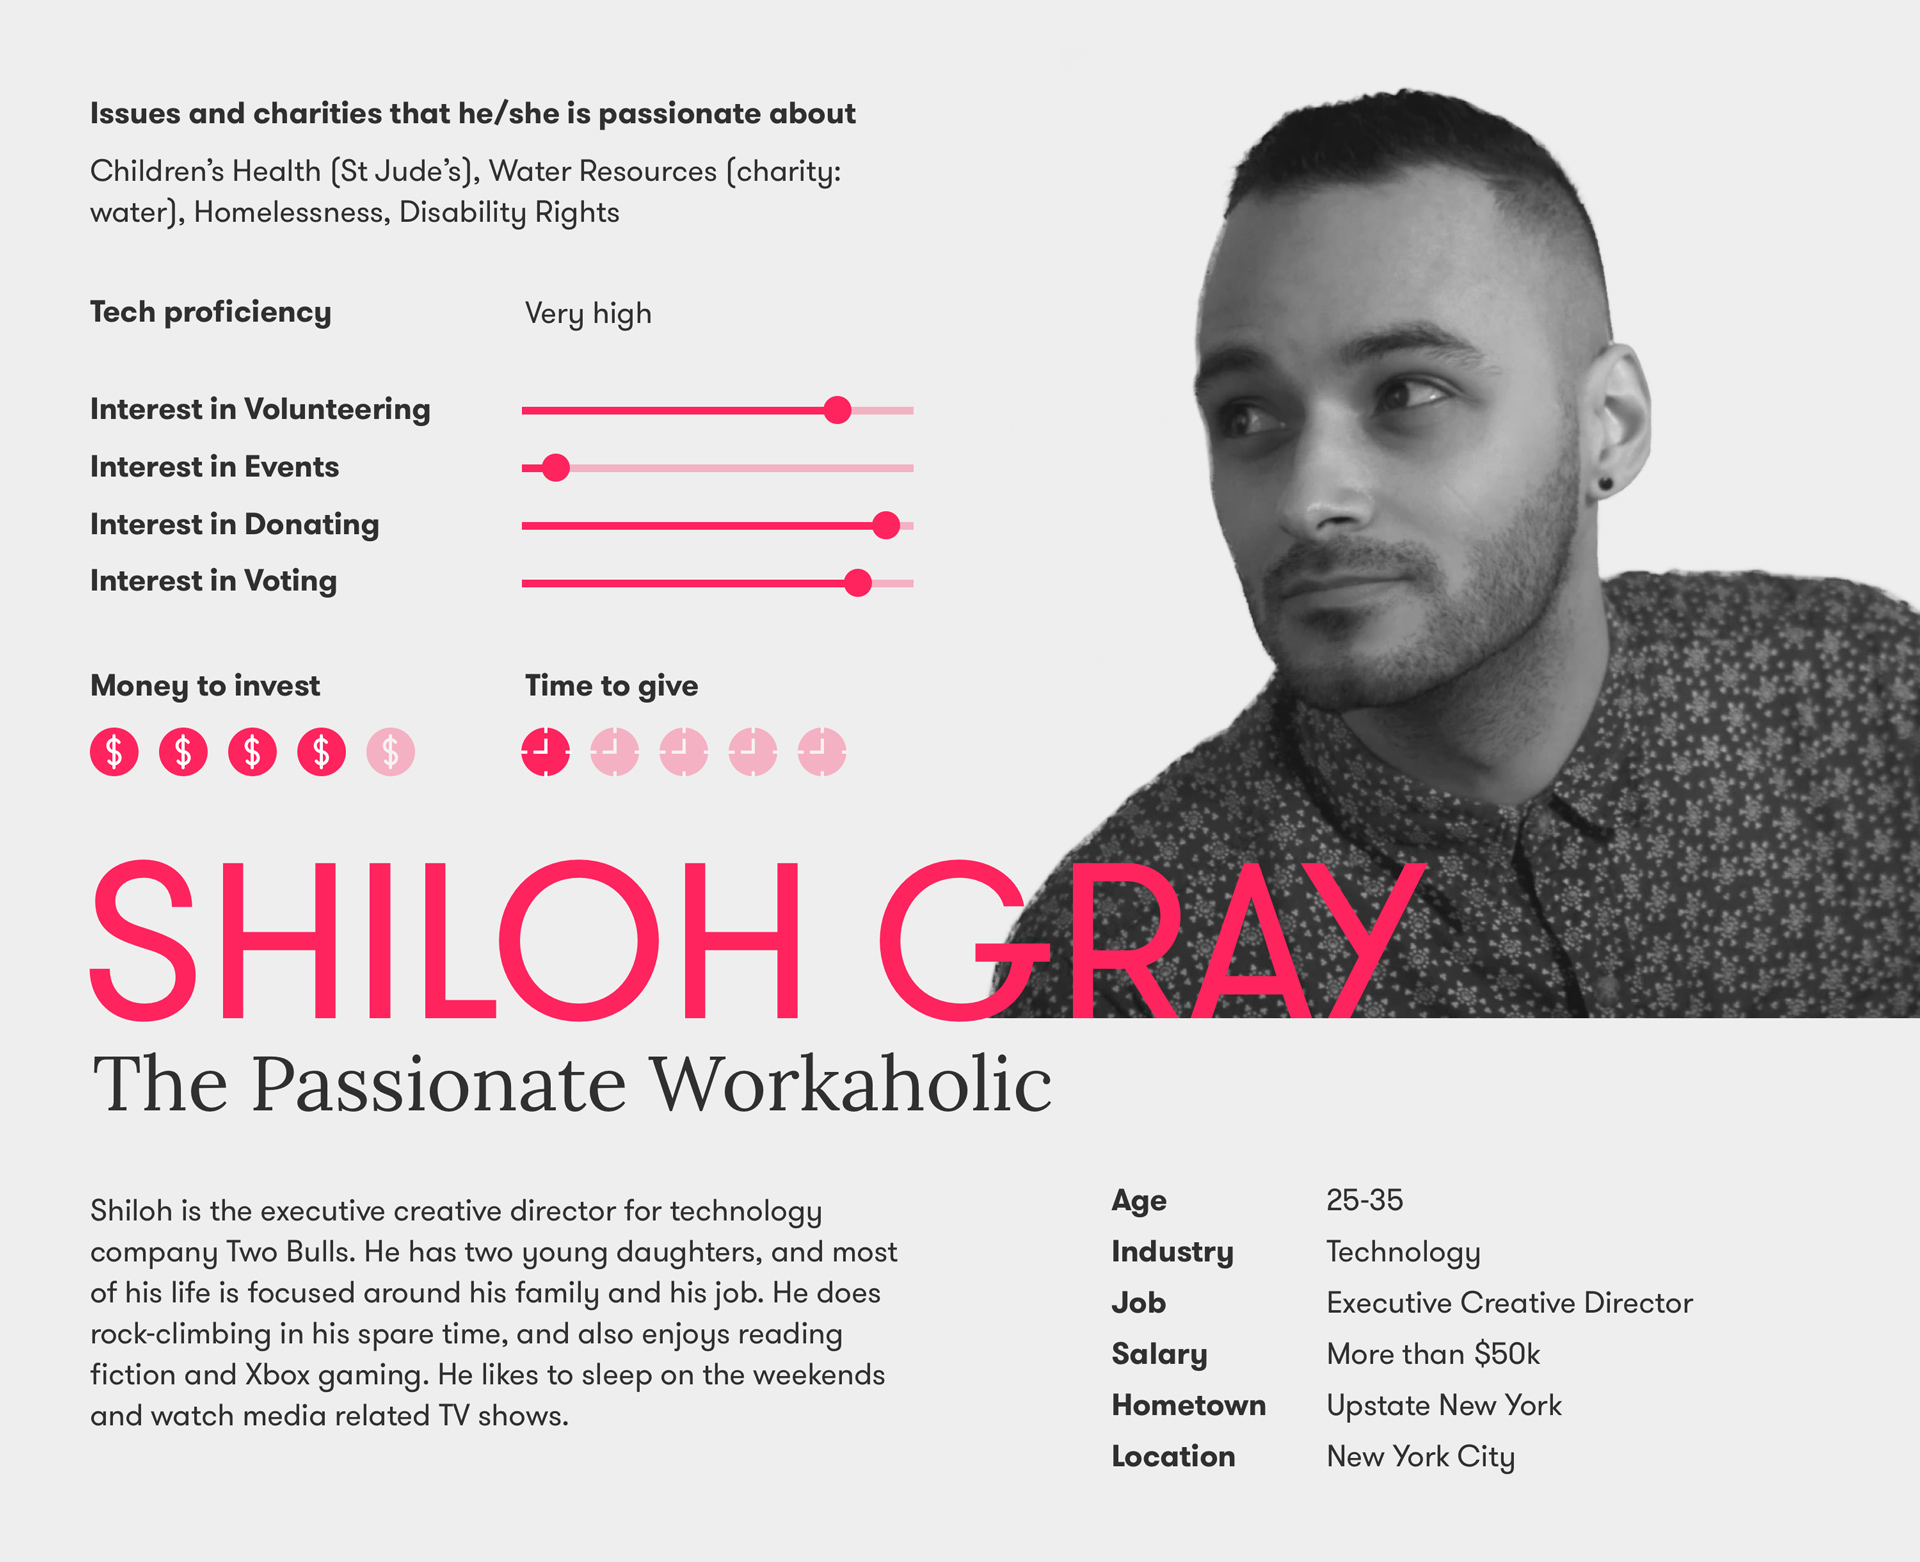 Issues and charities that he/she is passionate about
Children’s Health (St Jude’s), Water Resources (charity:
water), Homelessness, Disability Rights
Tech proficiency Very high
Interest in Volunteering
Interest in Events
Interest in Donating
Interest in Voting
Money to invest Time to give
$ $ $ $ $
SHILOH GRAY
The Passionate Workaholic
Shiloh is the executive creative director for technology
company Two Bulls. He has two young daughters, and most
of his life is focused around his family and his job. He does
rock-climbing in his spare time, and also enjoys reading
fiction and Xbox gaming. He likes to sleep on the weekends
and watch media related TV shows.
Age 25-35
Industry Technology
Job Executive Creative Director
Salary More than $50k
Hometown Upstate New York
Location New York City